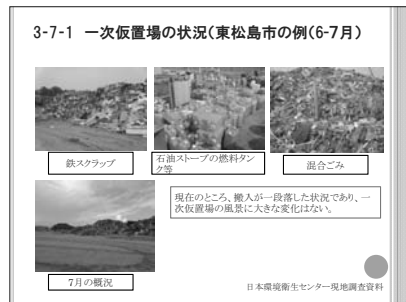 3-7-1 一次仮置場の状況(東松島市の例(6-7月)
鉄スクラップ
石油ストーブの燃料タン
ク等
混合ごみ
現在のところ、搬入が一段落した状況であり、一
次仮置場の風景に大きな変化はない。
7月の概況
日本環境衛生センター現地調査資料